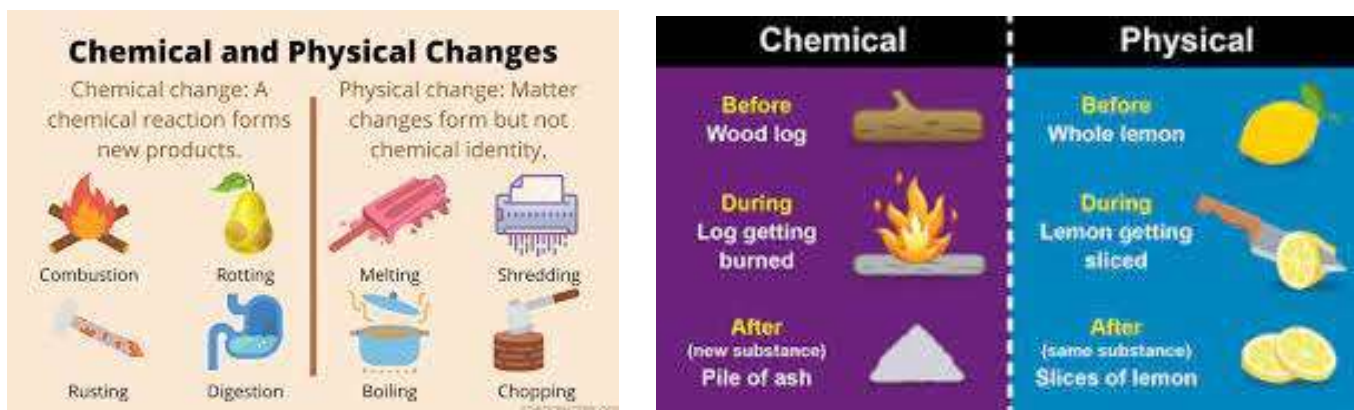 Chemical and Physical Changes
Chemical change: A
chemical reaction forms
new products.
Physical change: Matter
changes form but not
chemical identity.
Combustion
Rotting
Melting
Shredding
Rusting
Digestion
Boiling
Chopping
Chemical
Physical
Before
Wood log
During
Log getting
burned
After
(new substance)
Pile of ash
Before
Whole lemon
During
Lemon getting
sliced
After
(same substance)
Slices of lemon